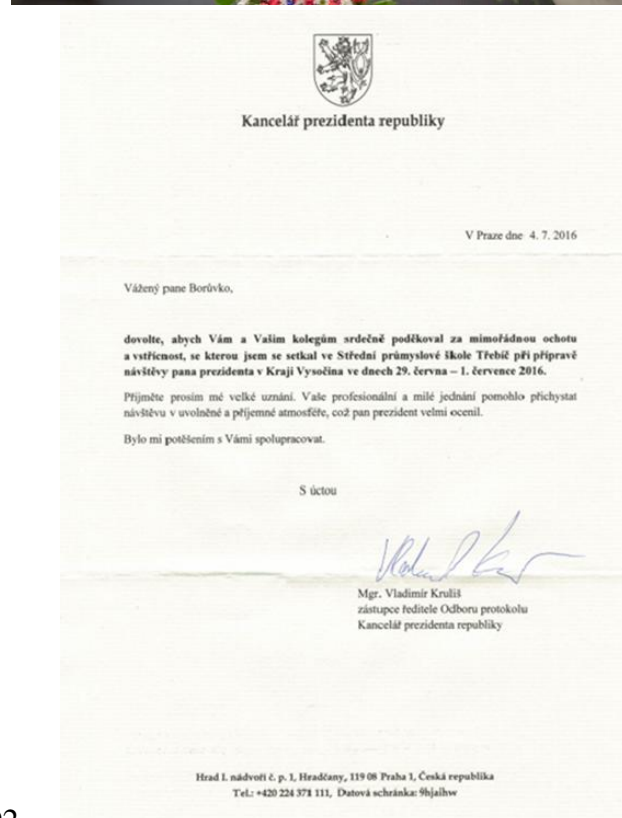 Kancelář prezidenta republiky
V Praze dne 4. 7. 2016
Vážený pane Borůvko,
dovolte, abych Vám a Vašim kolegům srdečně poděkoval za mimořádnou ochotu
a vstřícnost, se kterou jsem se setkal ve Střední průmyslové škole Třebíč při přípravě
návštěvy pana prezidenta v Kraji Vysočina ve dnech 29. června – 1. července 2016.
Přijměte prosím mé velké uznání. Vaše profesionální a milé jednání pomohlo přichystat
návštěvu v uvolněné a příjemné atmosféře, což pan prezident velmi ocenil.
Bylo mi potěšením s Vámi spolupracovat.
S úctou
Mgr. Vladimír Kruliš
zástupce ředitele Odboru protokolu
Kancelář prezidenta republiky
Hrad I. nádvoří č. p. 1, Hradčany, 119 08 Praha 1, Česká republika
Tel.: +420 224 371 111, Datová schránka: 9hjaihw